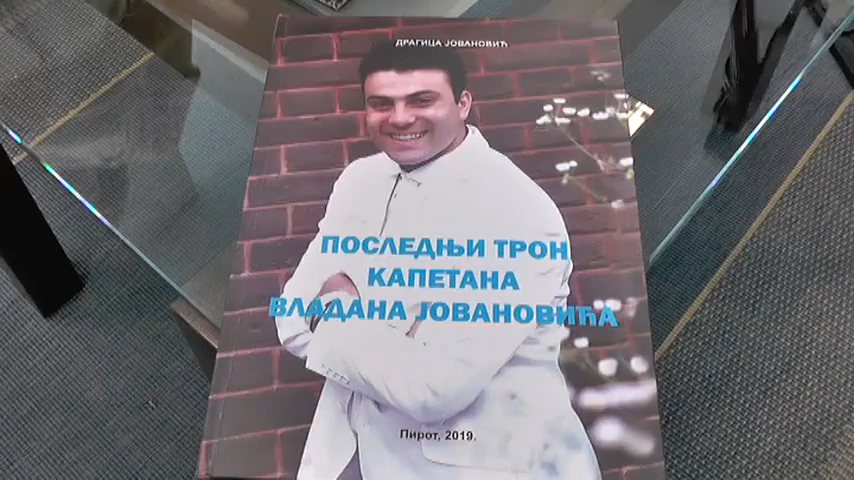 ДРАГИЦА ЈОВАНОВИЋ
ПОСЛЕДЊИ ТРОН
КАПЕТАНА
ВЛАДАНА ЈОВАНОВИЋА
Пирот, 2019.